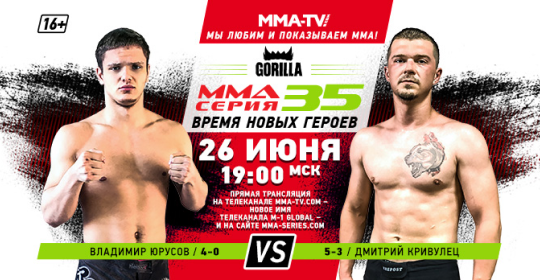 16+
MMA-TV.COM
МЫ ЛЮБИМ И ПОКАЗЫВАЕМ ММА!
GORILLA
ММА
СЕРИЯ 35
ВРЕМЯ НОВЫХ ГЕРОЕВ
26 ИЮНЯ
19:00 МСК
ПРЯМАЯ ТРАНСЛЯЦИЯ
НА ТЕЛЕКАНАЛЕ MMA-TV.COM –
НОВОЕ ИМЯ
ТЕЛЕКАНАЛА M-1 GLOBAL –
И НА САЙТЕ MMA-SERIES.COM
ВЛАДИМИР ЮРУСОВ / 4-0
VS
5-3 / ДМИТРИЙ КРИВУЛЕЦ